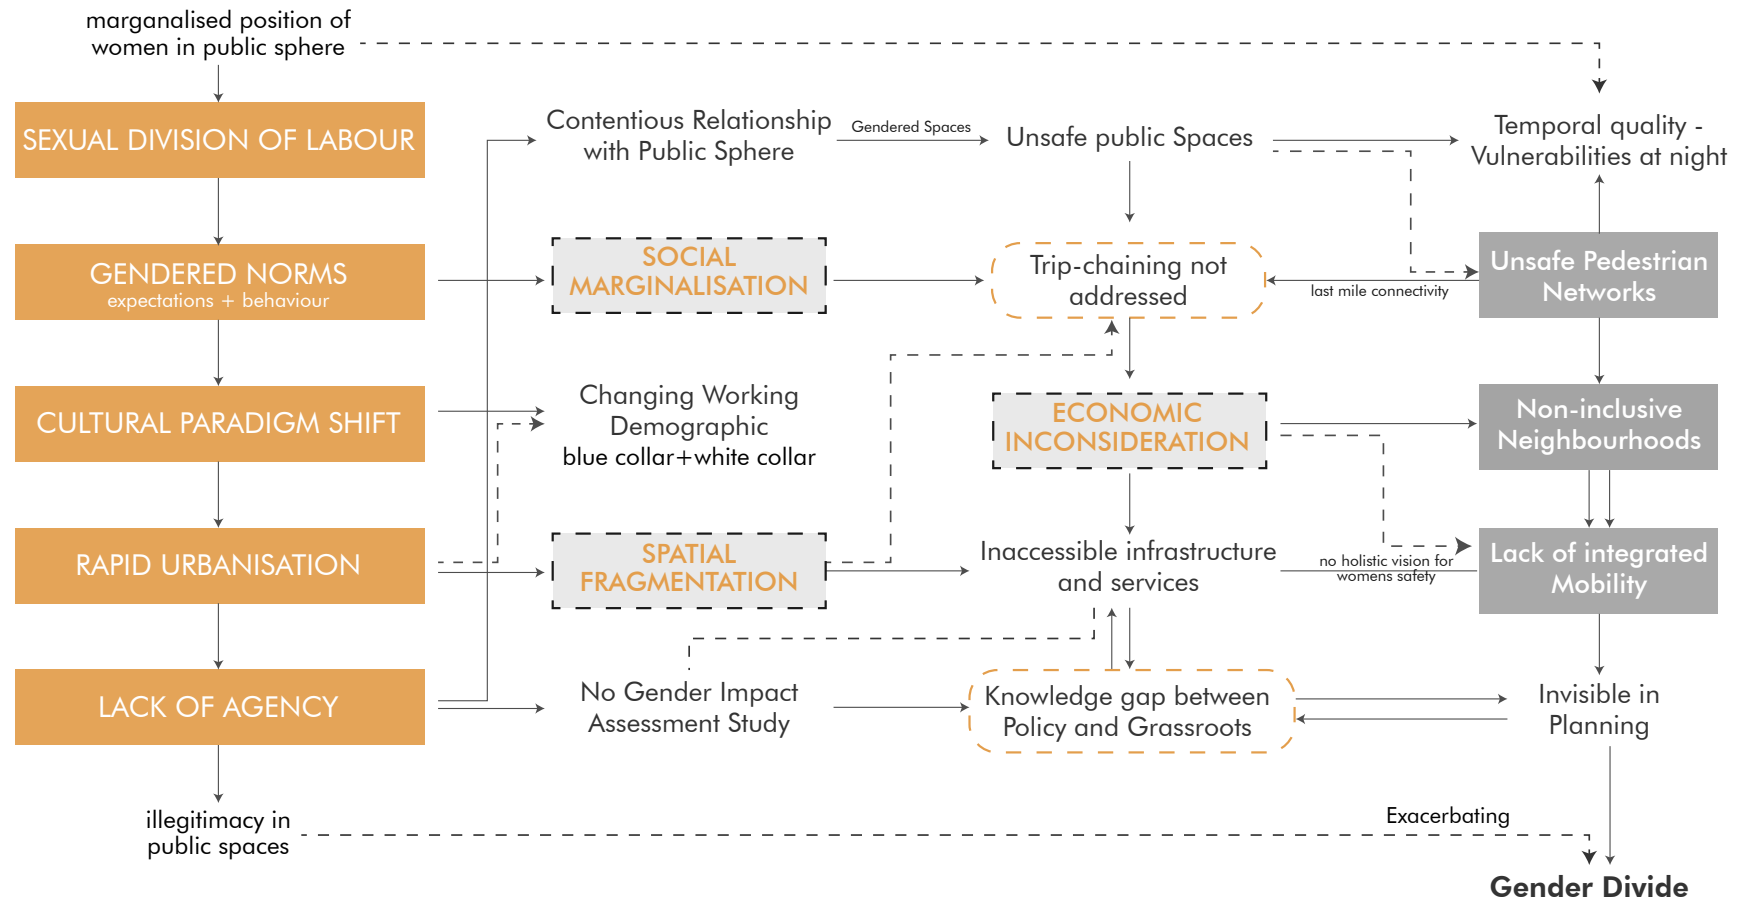 marganalised position of
women in public sphere
SEXUAL DIVISION OF LABOUR
Contentious Relationship
with Public Sphere
Gendered Spaces
Unsafe public Spaces
Temporal quality -
Vulnerabilities at night
GENDERED NORMS
expectations + behaviour
SOCIAL
MARGINALISATION
Trip-chaining not
addressed
last mile connectivity
Unsafe Pedestrian
Networks
CULTURAL PARADIGM SHIFT
Changing Working
Demographic
blue collar+white collar
ECONOMIC
INCONSIDERATION
Non-inclusive
Neighbourhoods
RAPID URBANISATION
SPATIAL
FRAGMENTATION
Inaccessible infrastructure
and services
no holistic vision for
womens safety
Lack of integrated
Mobility
LACK OF AGENCY
No Gender Impact
Assessment Study
Knowledge gap between
Policy and Grassroots
Invisible in
Planning
illegitimacy in
public spaces
Exacerbating
Gender Divide